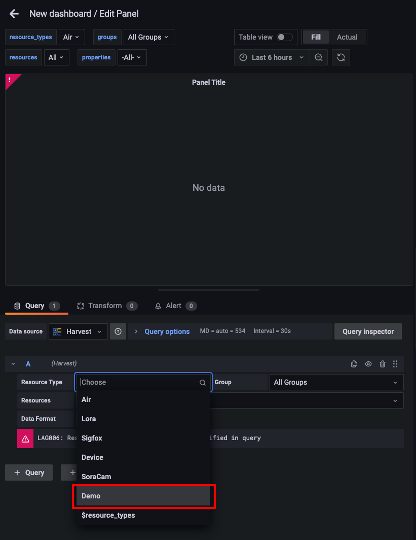 New dashboard / Edit Panel
resource_types Air groups All Groups Table view Fill Actual
resources All properties -All- Last 6 hours
!
Panel Title
No data
Query 1 Transform 0 Alert 0
Data source Harvest Query options MD = auto = 534 Interval = 30s Query inspector
A (Harvest)
Resource Type Choose Group All Groups
Resources
Air
Data Format
Lora
LAG006: Re
ified in query
Sigfox
Device
+ Query +
SoraCam
Demo
$resource_types